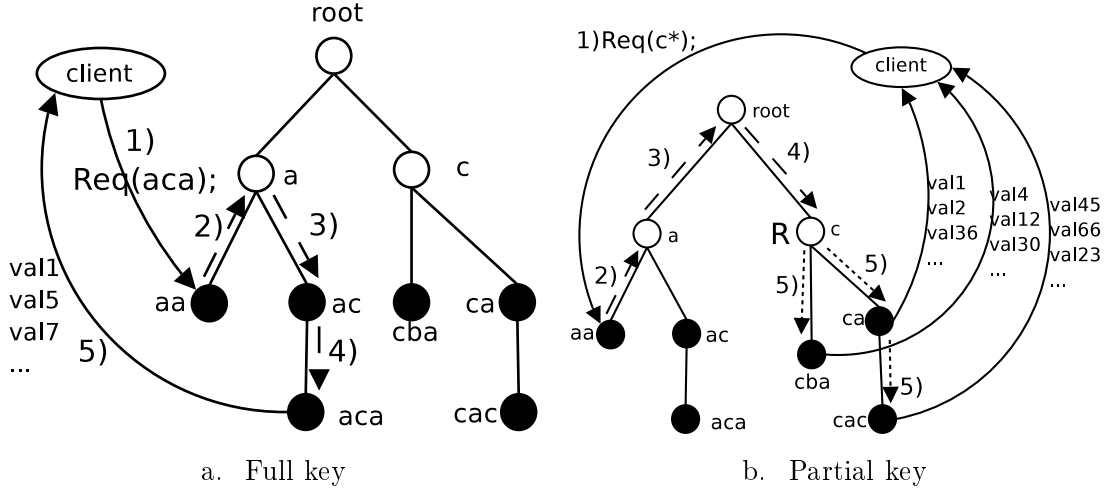 root
client
1)
Req(aca);
a
c
2)
3)
val1
val5
val7
...
5)
aa
ac
cba
ca
4)
aca
cac
a. Full key
1)Req(c*);
client
root
3)
4)
val1
val2
val36
...
val4
val12
val30
...
val45
val66
val23
...
a
R
c
2)
5)
5)
aa
ac
ca
cba
5)
aca
cac
b. Partial key